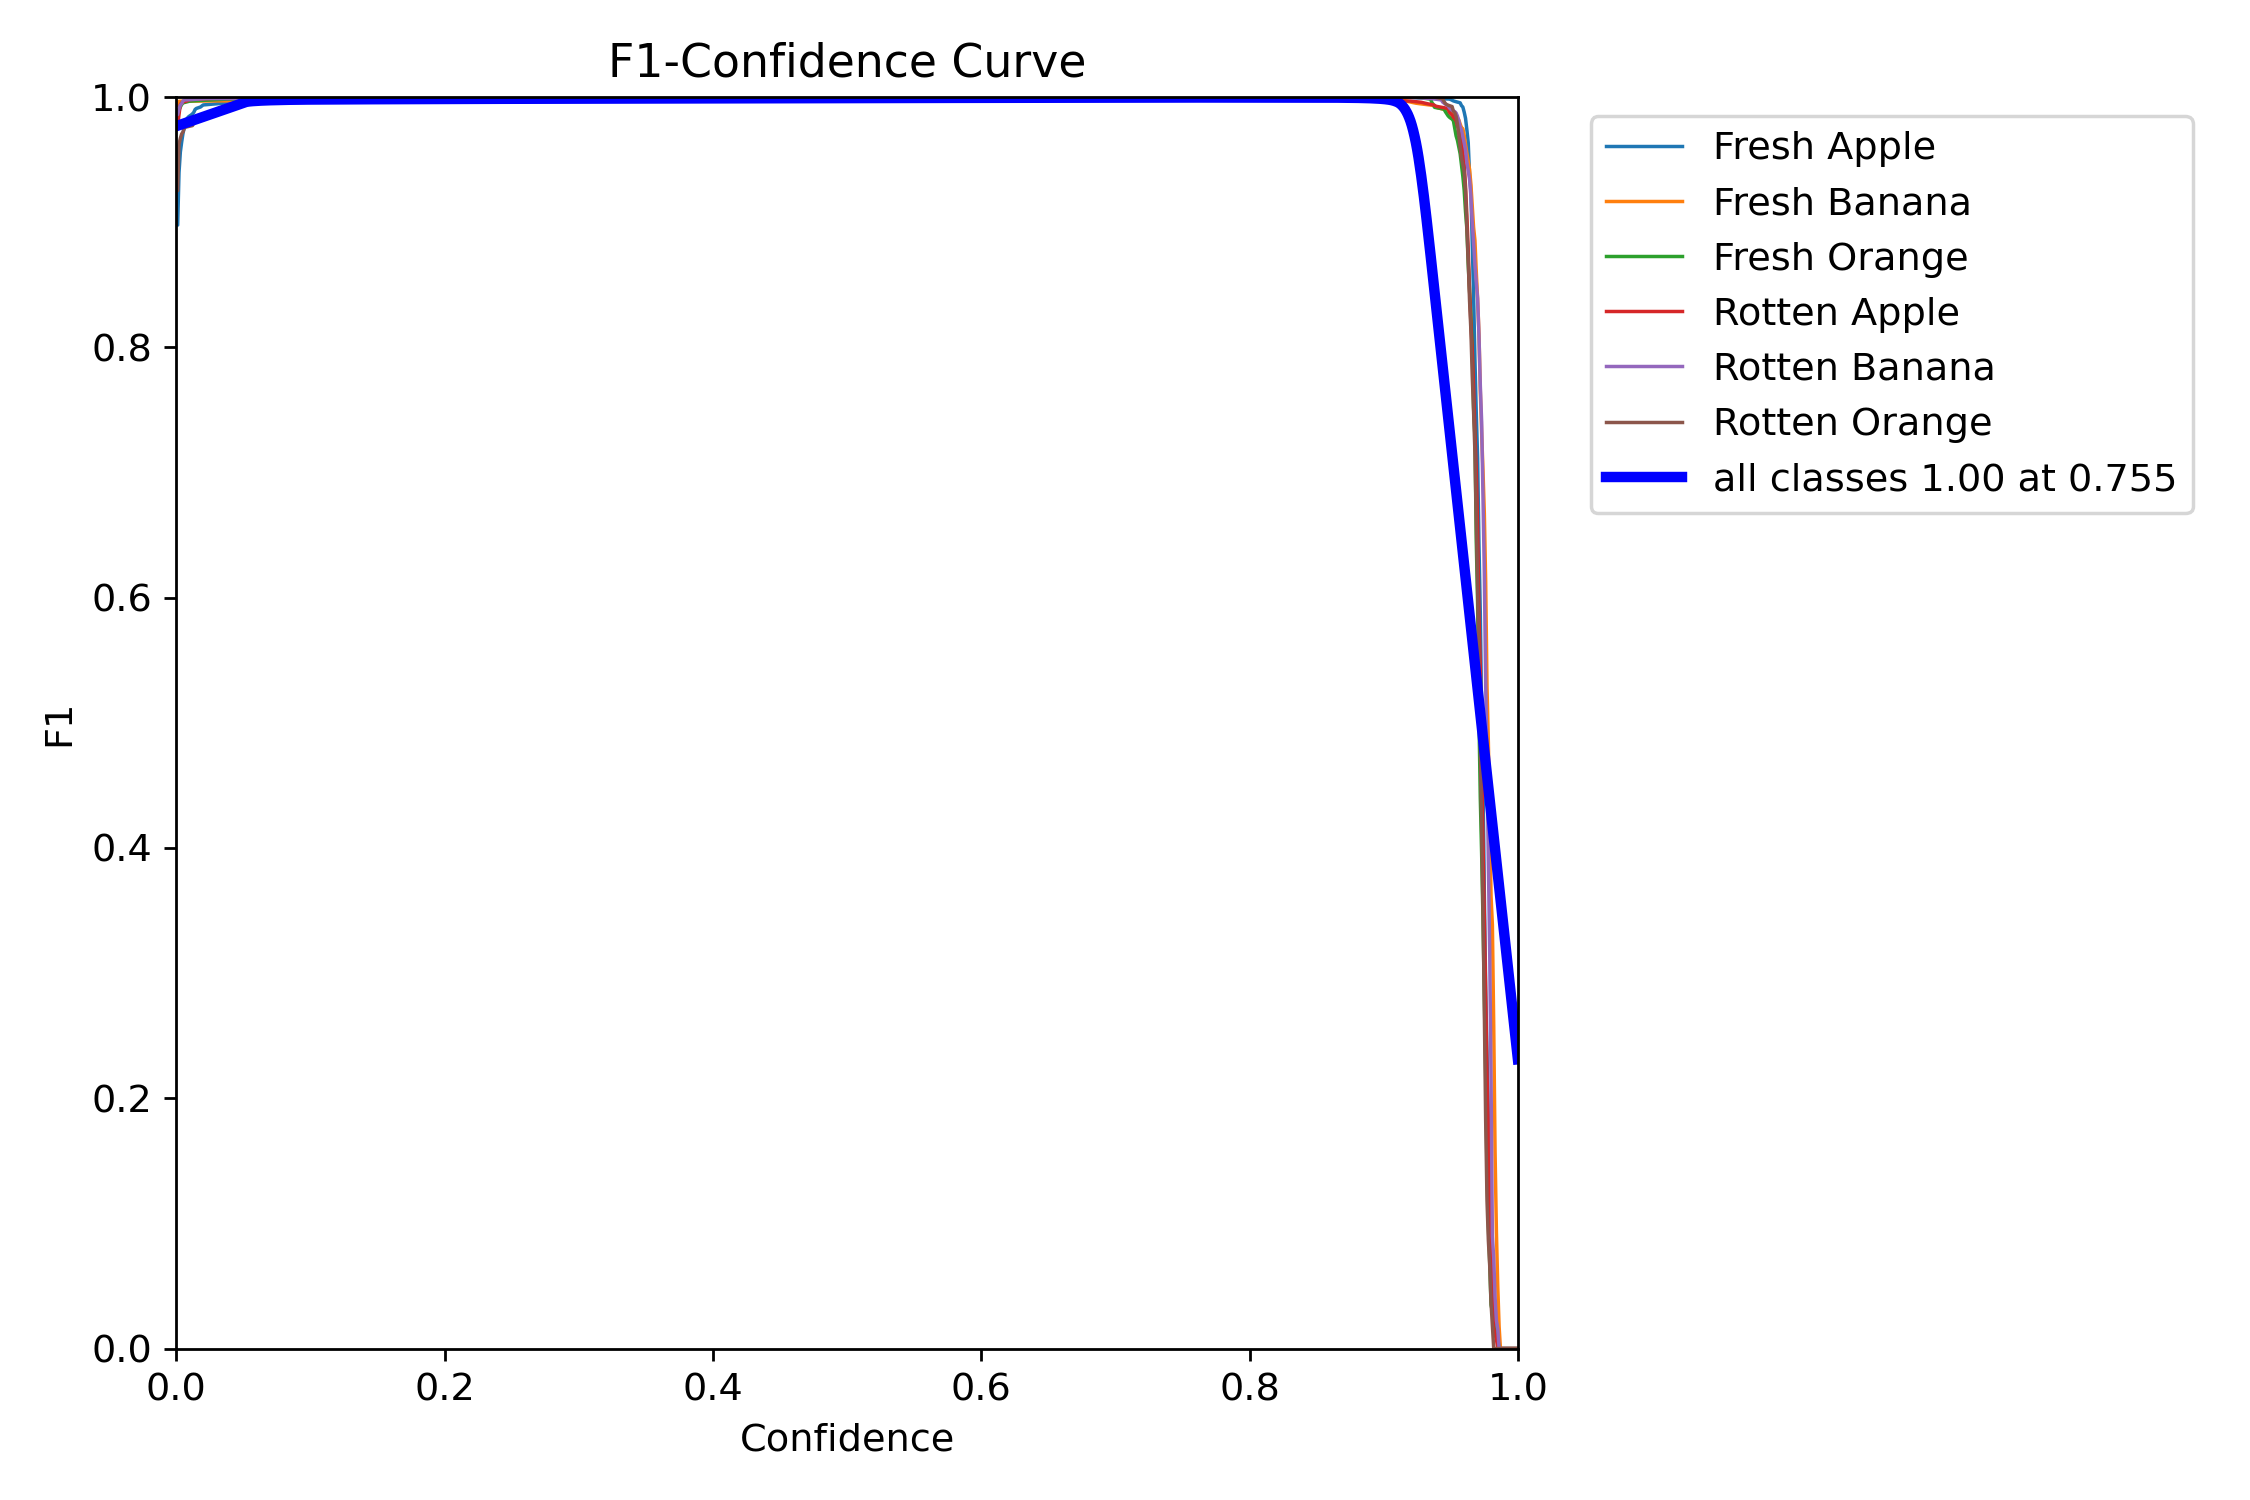 F1-Confidence Curve
1.0
0.8
0.6
0.4
0.2
0.0
F1
0.0 0.2 0.4 0.6 0.8 1.0
Confidence
Fresh Apple
Fresh Banana
Fresh Orange
Rotten Apple
Rotten Banana
Rotten Orange
all classes 1.00 at 0.755